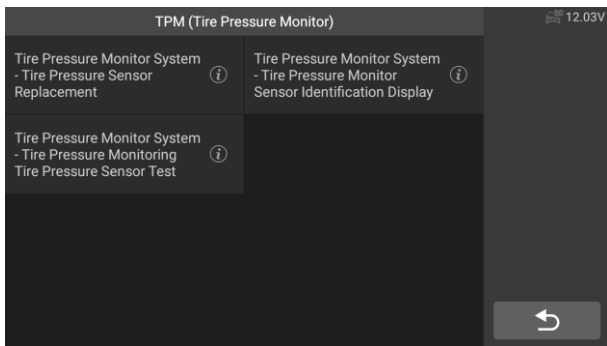 TPM (Tire Pressure Monitor)
12.03V
Tire Pressure Monitor System
- Tire Pressure Sensor
Replacement
Tire Pressure Monitor System
- Tire Pressure Monitor
Sensor Identification Display
Tire Pressure Monitor System
- Tire Pressure Monitoring
Tire Pressure Sensor Test